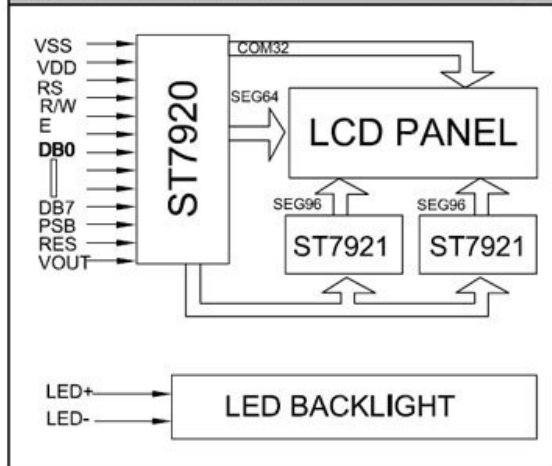 VSS
VDD
RS
R/W
E
DB0
DB7
PSB
RES
VOUT
ST7920
COM32
SEG64
LCD PANEL
SEG96
SEG96
ST7921
ST7921
LED+
LED-
LED BACKLIGHT